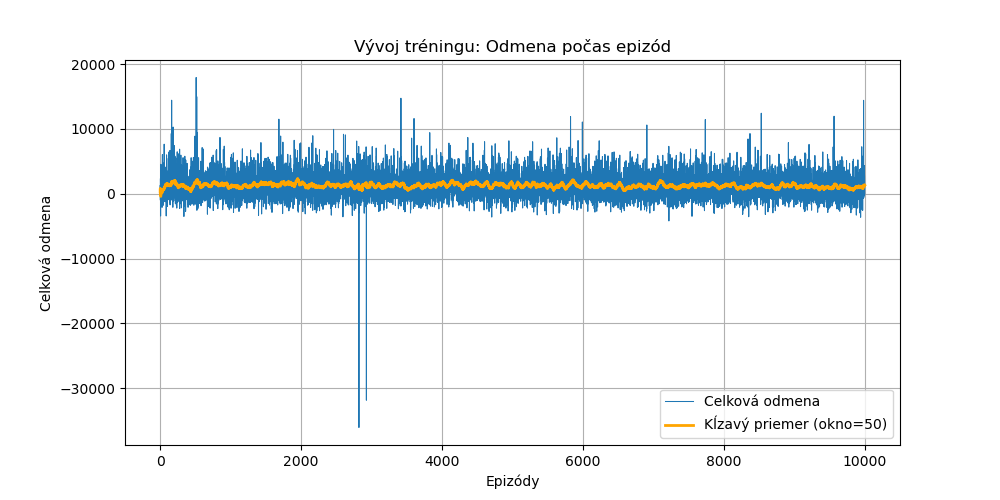 Vývoj tréningu: Odmena počas epizód
Celková odmena
20000
10000
0
−10000
−20000
−30000
0
2000
4000
6000
8000
10000
Epizódy
Celková odmena
Kĺzavý priemer (okno=50)